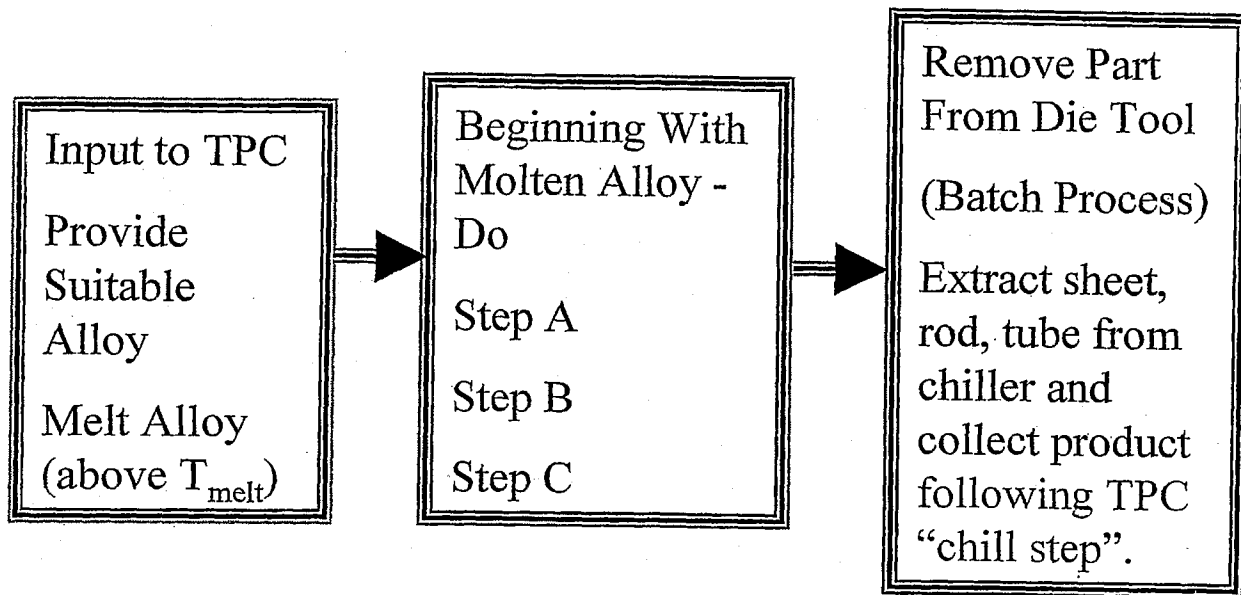 Input to TPC
Provide
Suitable
Alloy
Melt Alloy
(above Tmelt)
Beginning With
Molten Alloy -
Do
Step A
Step B
Step C
Remove Part
From Die Tool
(Batch Process)
Extract sheet,
rod, tube from
chiller and
collect product
following TPC
“chill step”.